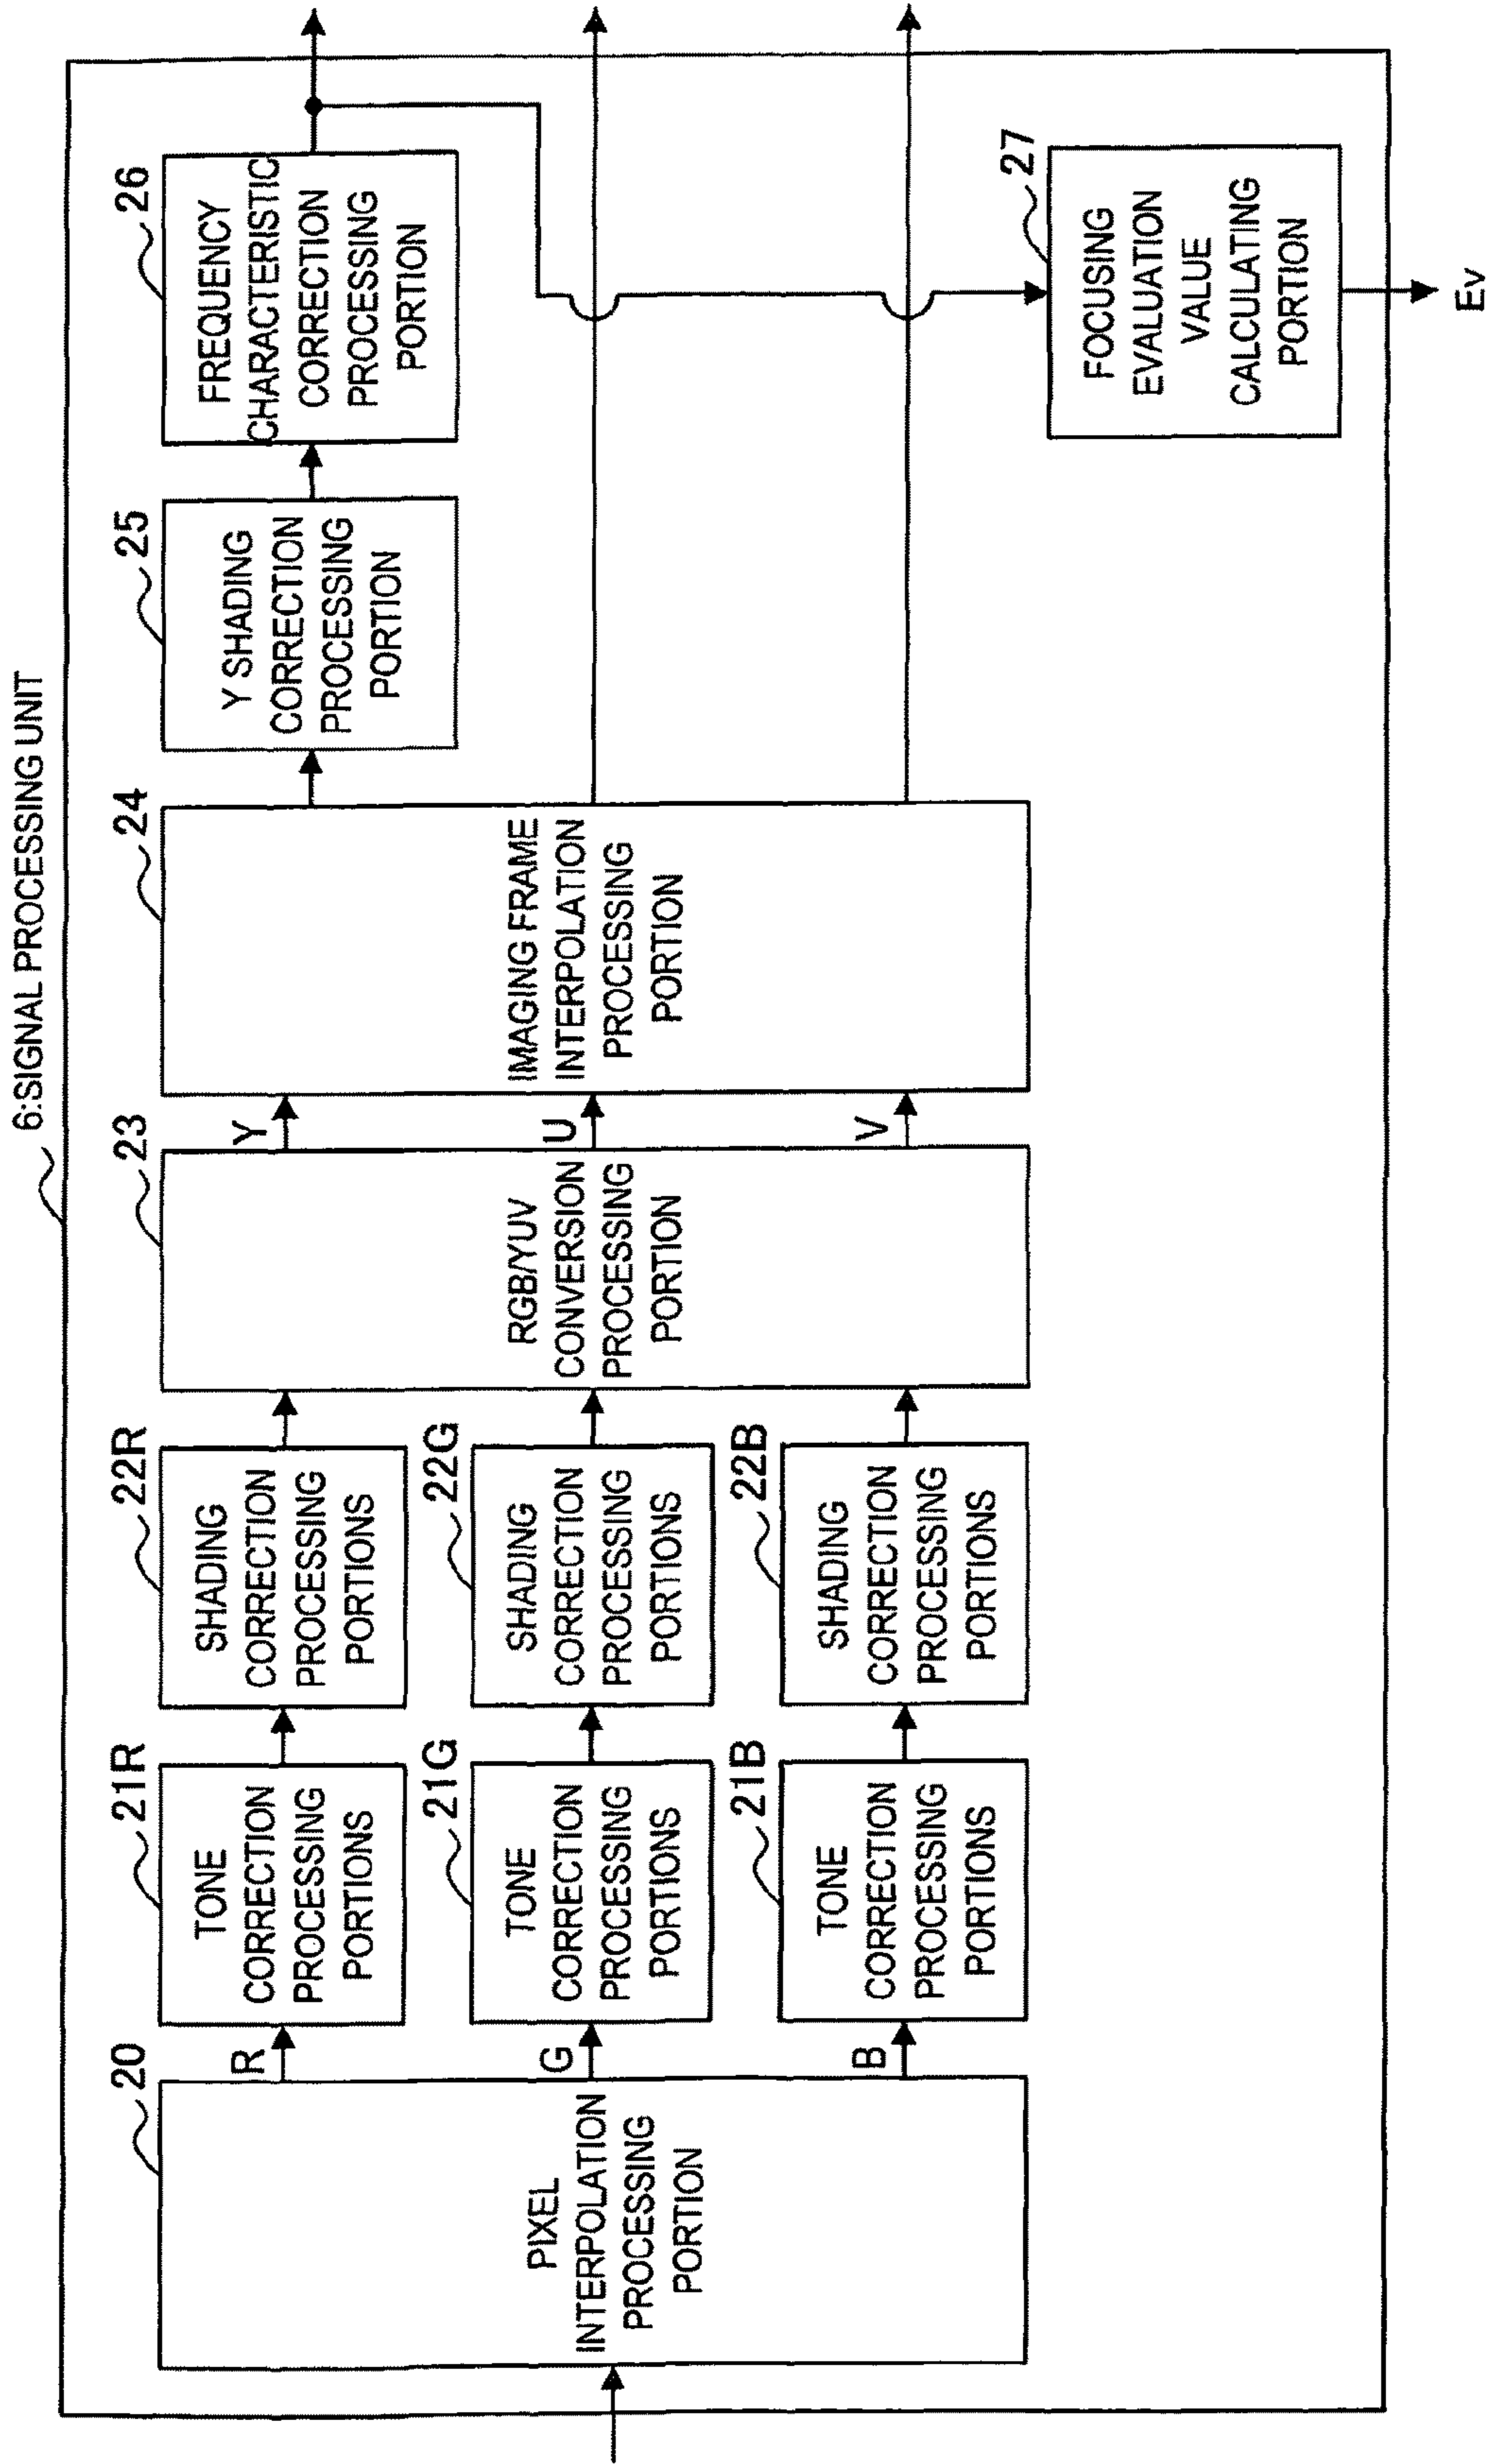 6:SIGNAL PROCESSING UNIT
20
PIXEL
INTERPOLATION
PROCESSING
PORTION
R
G
B
21R
TONE
CORRECTION
PROCESSING
PORTIONS
21G
TONE
CORRECTION
PROCESSING
PORTIONS
21B
TONE
CORRECTION
PROCESSING
PORTIONS
22R
SHADING
CORRECTION
PROCESSING
PORTIONS
22G
SHADING
CORRECTION
PROCESSING
PORTIONS
22B
SHADING
CORRECTION
PROCESSING
PORTIONS
23
RGB/YUV
CONVERSION
PROCESSING
PORTION
Y
U
V
24
IMAGING FRAME
INTERPOLATION
PROCESSING
PORTION
25
Y SHADING
CORRECTION
PROCESSING
PORTION
26
FREQUENCY
CHARACTERISTIC
CORRECTION
PROCESSING
PORTION
27
FOCUSING
EVALUATION
VALUE
CALCULATING
PORTION
Ev